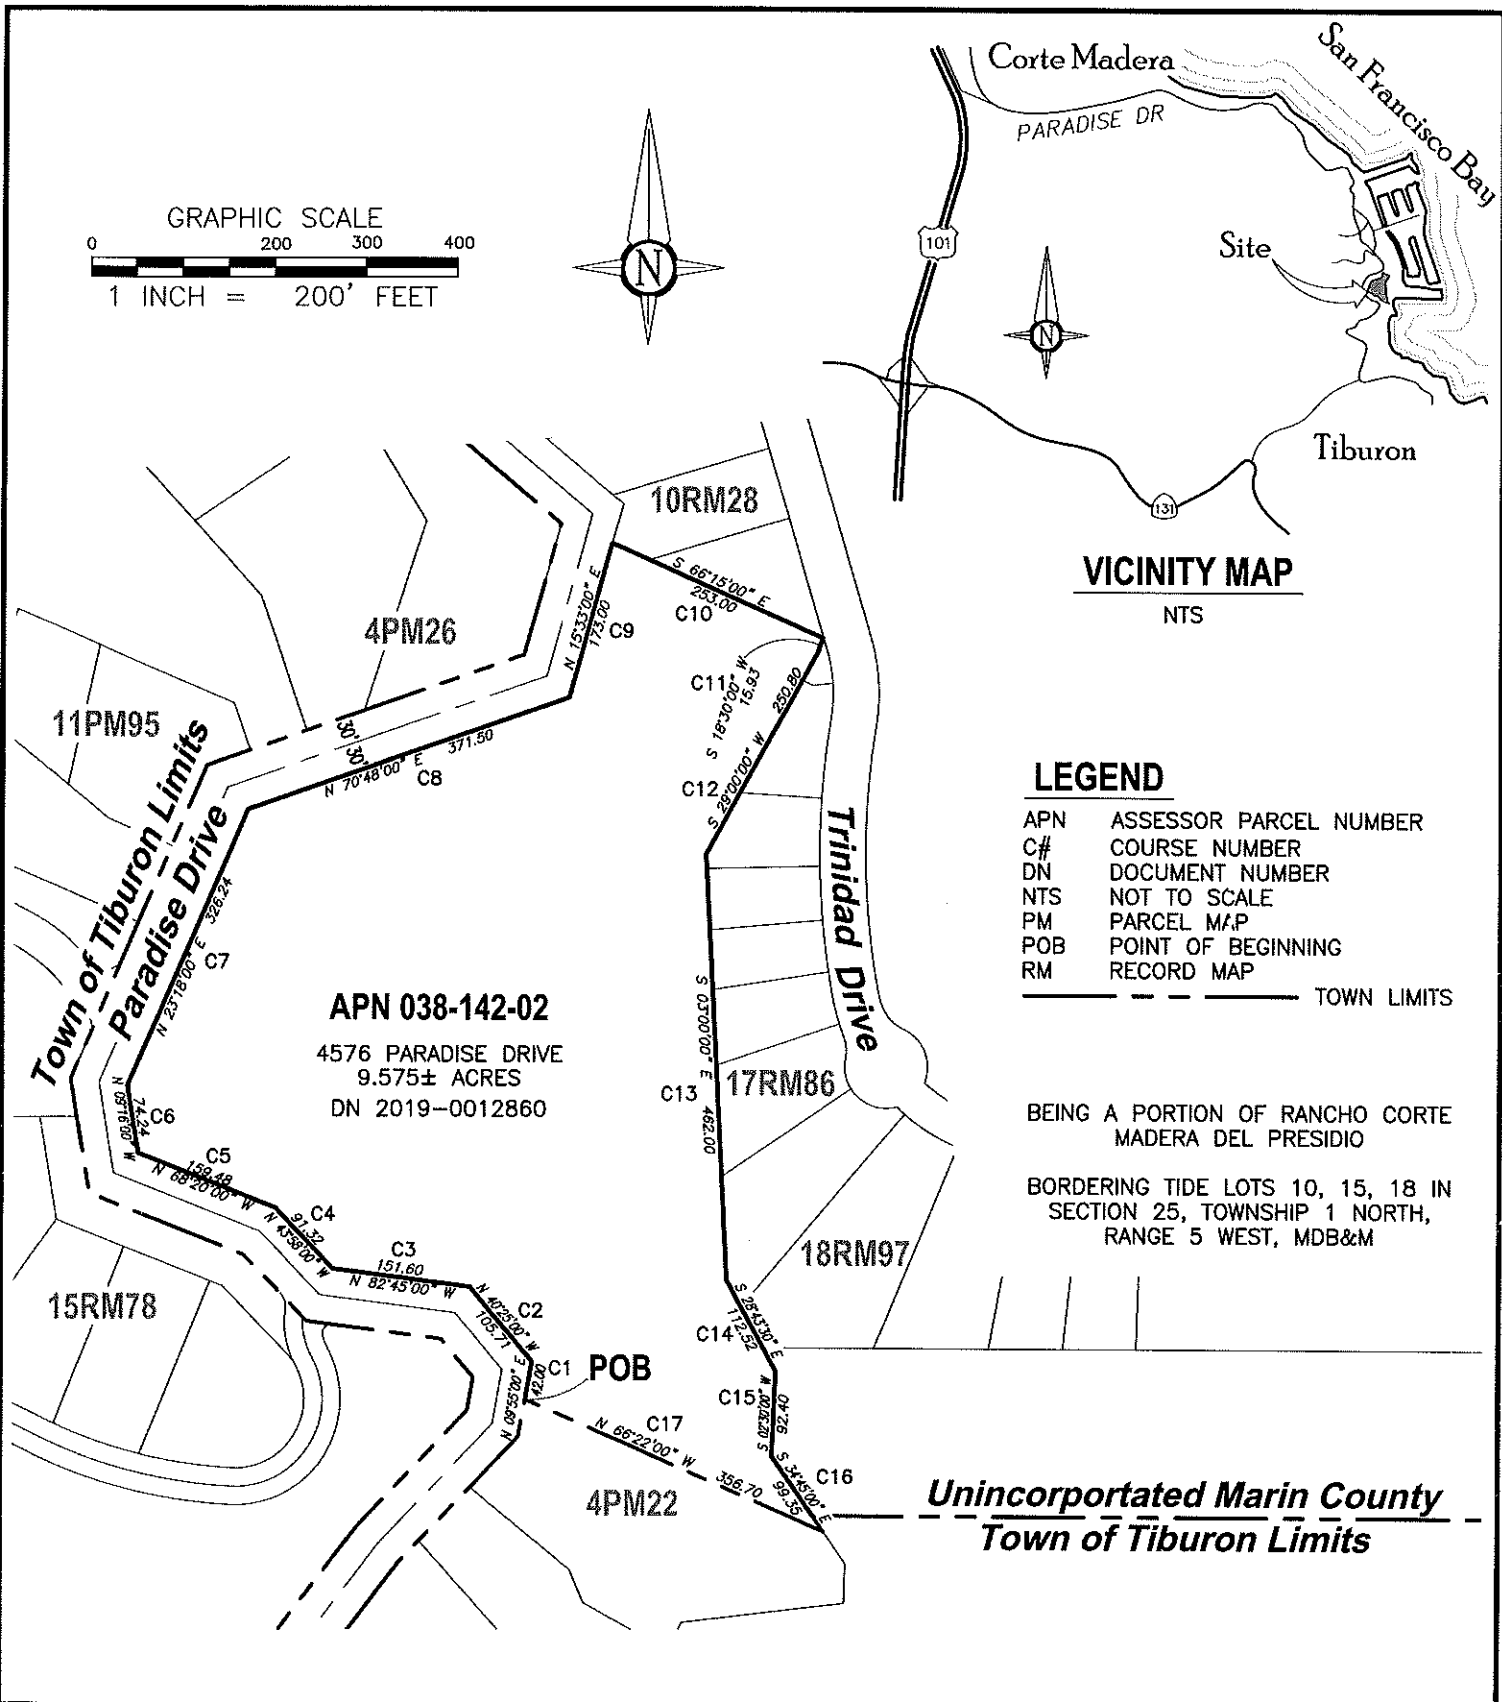 GRAPHIC SCALE
0 200 300 400
1 INCH = 200' FEET
N
Corte Madera
San Francisco Bay
PARADISE DR
101
Site
N
Tiburon
131
VICINITY MAP
NTS
10RM28
S 66°15'00" E
253.00
C10
4PM26
N 15°33'00" E
173.00
C9
C11
S 18°30'00" W
15.93
250.80
11PM95
30' 30'
N 70°48'00" E
371.50
C8
C12
S 29°00'00" W
Town of Tiburon Limits
Paradise Drive
Trinidad Drive
LEGEND
APN ASSESSOR PARCEL NUMBER
C# COURSE NUMBER
DN DOCUMENT NUMBER
NTS NOT TO SCALE
PM PARCEL MAP
POB POINT OF BEGINNING
RM RECORD MAP
TOWN LIMITS
N 23°18'00" E
326.24
C7
APN 038-142-02
4576 PARADISE DRIVE
9.575± ACRES
DN 2019-0012860
S 03°00'00" E
462.00
C13
17RM86
N 09°16'00" W
74.24
C6
C5
159.48
N 68°20'00" W
C4
91.32
N 43°58'00" W
C3
151.60
N 82°45'00" W
BEING A PORTION OF RANCHO CORTE
MADERA DEL PRESIDIO
BORDERING TIDE LOTS 10, 15, 18 IN
SECTION 25, TOWNSHIP 1 NORTH,
RANGE 5 WEST, MDB&M
18RM97
15RM78
N 40°25'00" W
105.71
C2
S 28°43'30" E
112.52
C14
C1
N 09°55'00" E
42.00
POB
C15
S 02°30'00" W
92.40
C17
N 66°22'00" W
356.70
C16
S 34°45'00" E
99.35
4PM22
Unincorportated Marin County
Town of Tiburon Limits